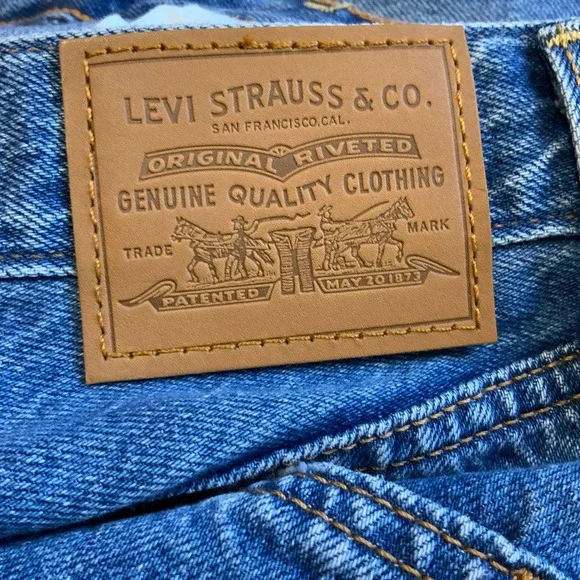 LEVI STRAUSS & CO.
SAN FRANCISCO, CAL.
ORIGINAL RIVETED
GENUINE QUALITY CLOTHING
TRADE MARK
PATENTED MAY 20 1873